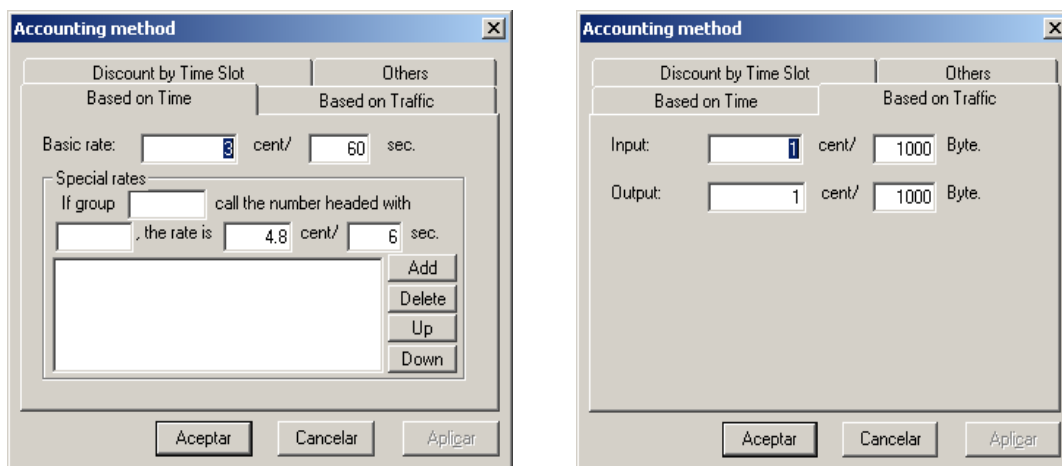 Accounting method
Discount by Time Slot Others
Based on Time Based on Traffic
Basic rate: 3 cent/ 60 sec.
Special rates
If group call the number headed with
, the rate is 4.8 cent/ 6 sec.
Add
Delete
Up
Down
Aceptar Cancelar Aplicar
Accounting method
Discount by Time Slot Others
Based on Time Based on Traffic
Input: 1 cent/ 1000 Byte.
Output: 1 cent/ 1000 Byte.
Aceptar Cancelar Aplicar